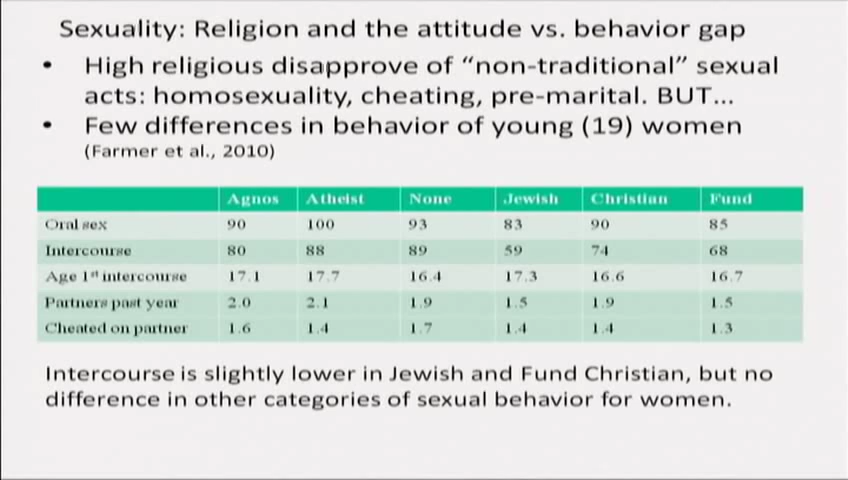 Sexuality: Religion and the attitude vs. behavior gap
• High religious disapprove of “non-traditional” sexual
acts: homosexuality, cheating, pre-marital. BUT...
• Few differences in behavior of young (19) women
(Farmer et al., 2010)
Agnos Atheist None Jewish Christian Fund
Oral sex 90 100 93 83 90 85
Intercourse 80 88 89 59 74 68
Age 1st intercourse 17.1 17.7 16.4 17.3 16.6 16.7
Partners past year 2.0 2.1 1.9 1.5 1.9 1.5
Cheated on partner 1.6 1.4 1.7 1.4 1.4 1.3
Intercourse is slightly lower in Jewish and Fund Christian, but no
difference in other categories of sexual behavior for women.